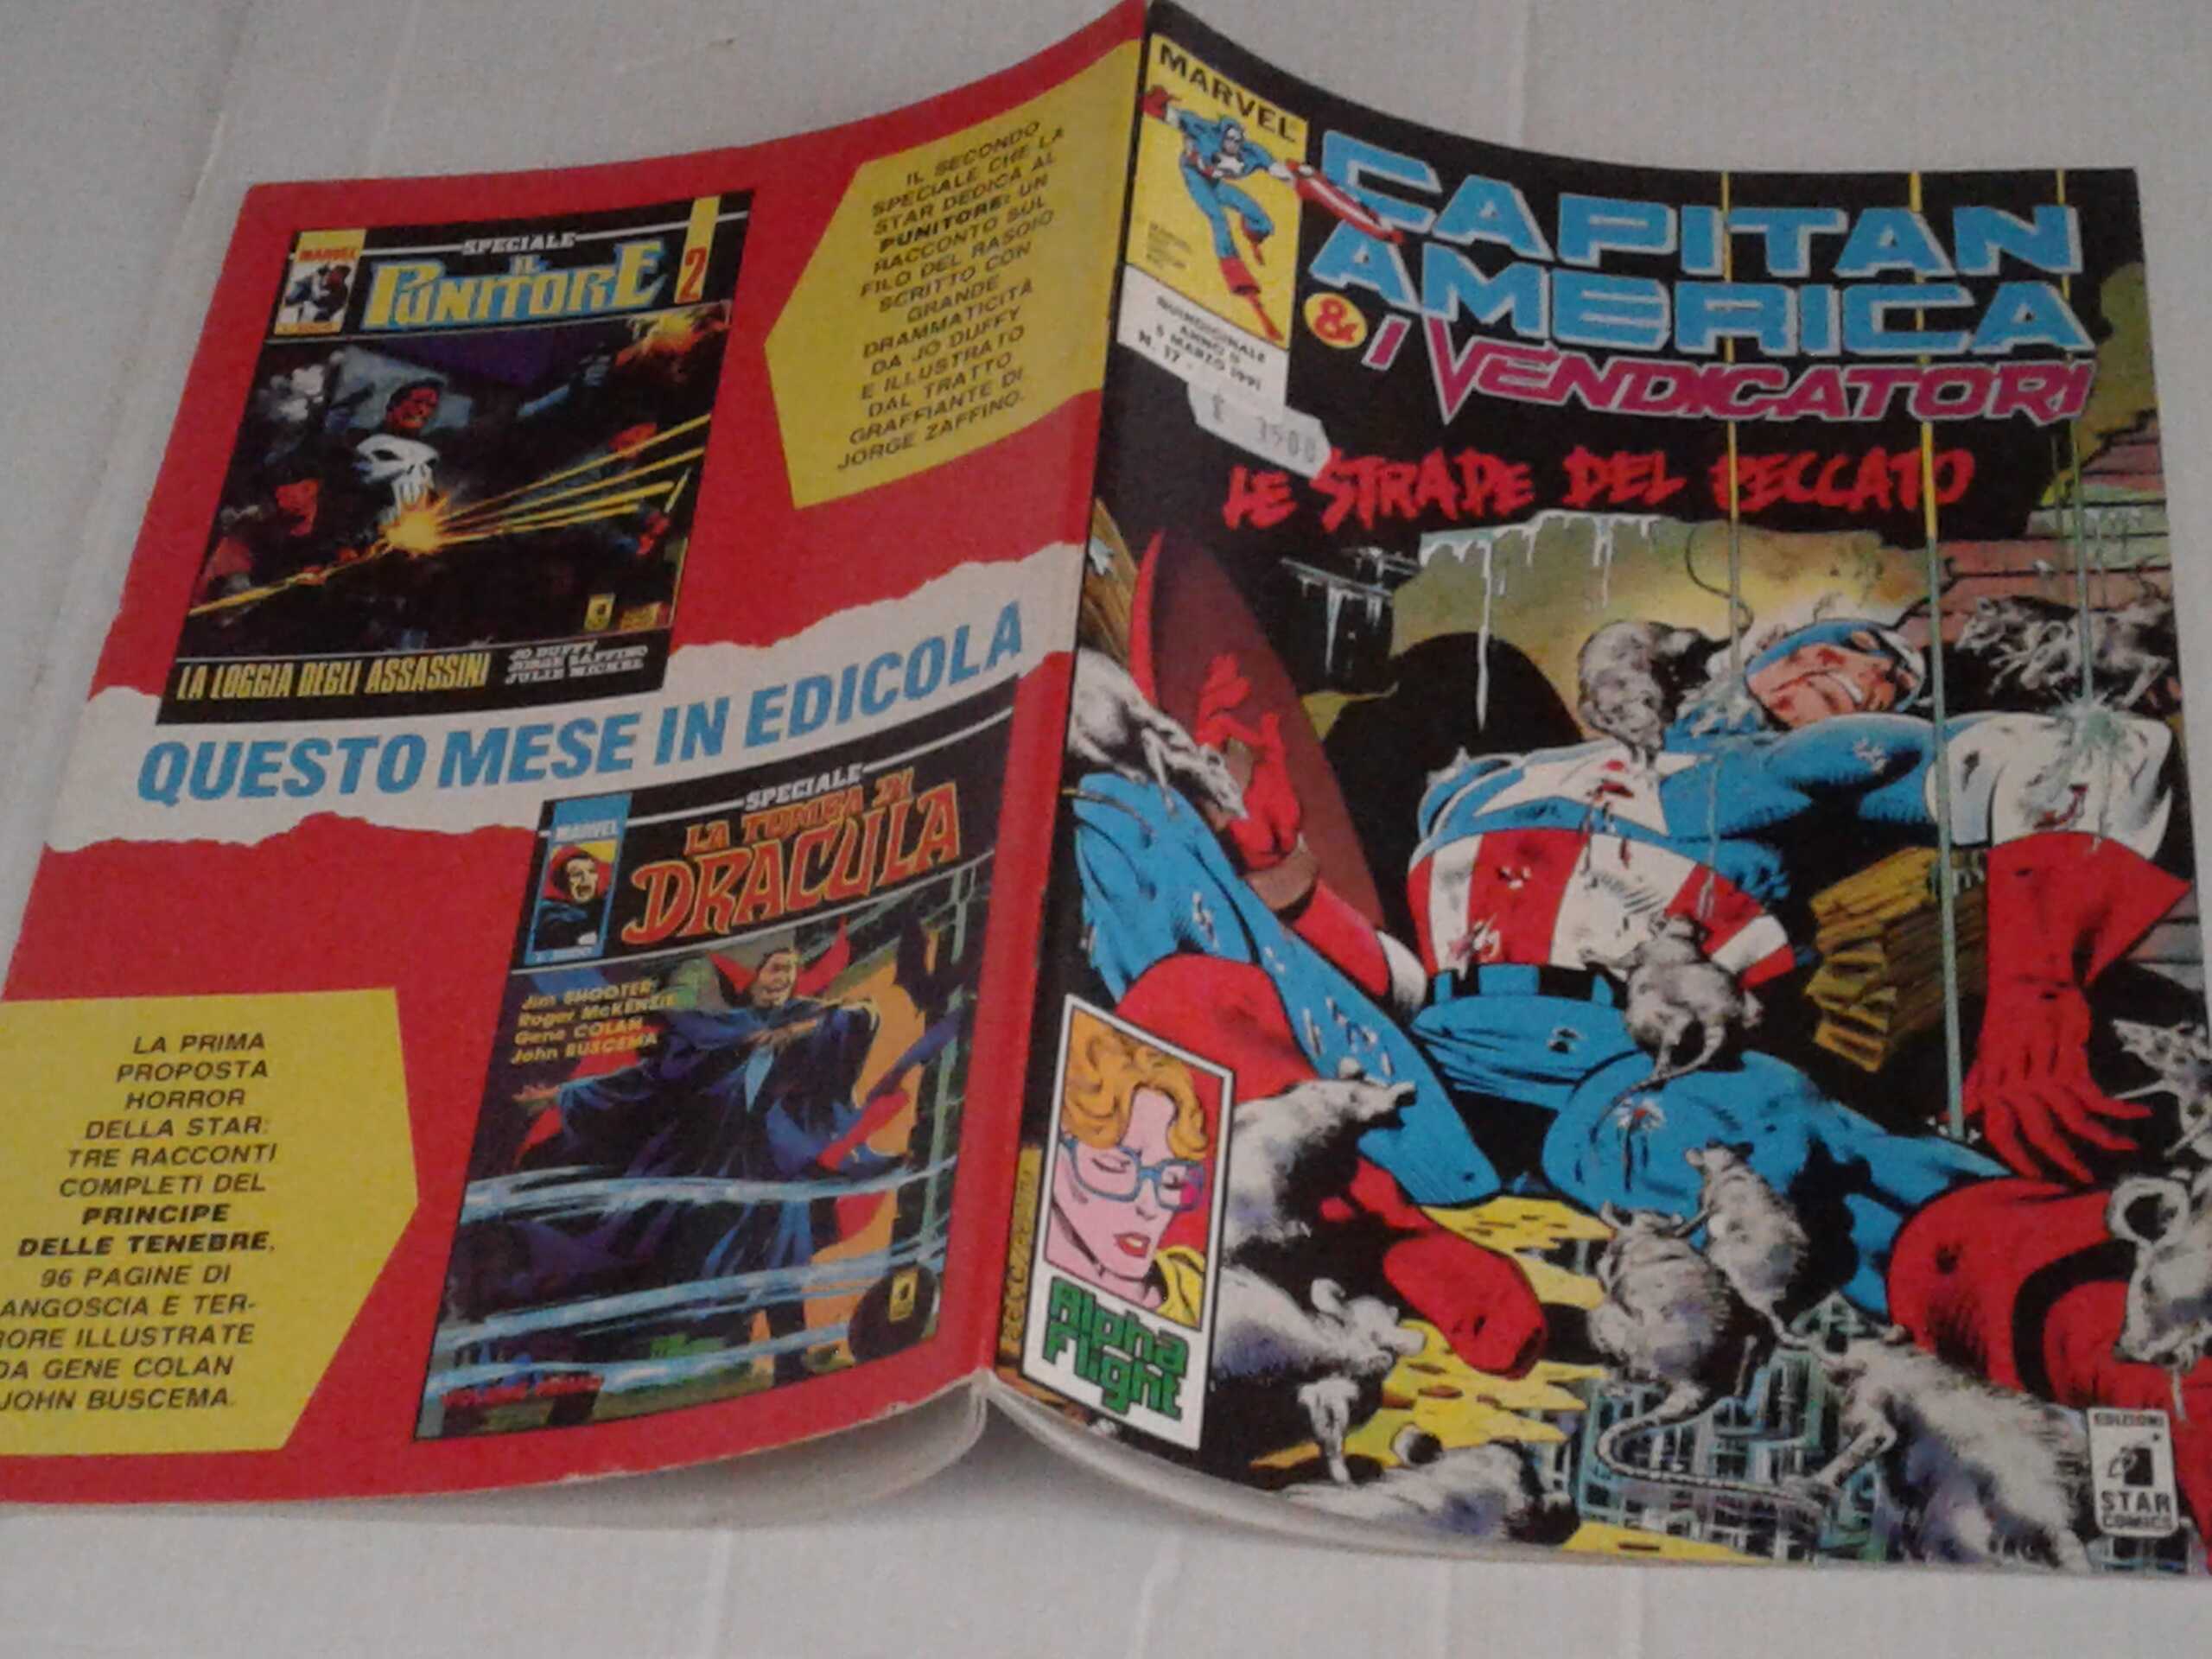 MARVEL
SPECIALE
IL
PUNITORE
2
LA LOGGIA DEGLI ASSASSINI
JO DUFFY
JORGE ZAFFINO
JULIE MICHEL
IL SECONDO
SPECIALE CHE LA
STAR DEDICA AL
PUNITORE: UN
RACCONTO SUL
FILO DEL RASOIO
SCRITTO CON
GRANDE
DRAMMATICITÀ
DA JO DUFFY
E ILLUSTRATO
DAL TRATTO
GRAFFIANTE DI
JORGE ZAFFINO.
QUESTO MESE IN EDICOLA
MARVEL
SPECIALE
LA TOMBA DI
DRACULA
Jim SHOOTER
Roger McKENZIE
Gene COLAN
John BUSCEMA
LA PRIMA
PROPOSTA
HORROR
DELLA STAR:
TRE RACCONTI
COMPLETI DEL
PRINCIPE
DELLE TENEBRE,
96 PAGINE DI
ANGOSCIA E TER-
RORE ILLUSTRATE
DA GENE COLAN
JOHN BUSCEMA.
MARVEL
QUINDICINALE
ANNO II
5 MARZO 1991
N. 17
£ 3500
CAPITAN
AMERICA
& I VENDICATORI
LE STRADE DEL PECCATO
Alpha
Flight
EDIZIONI
STAR
COMICS